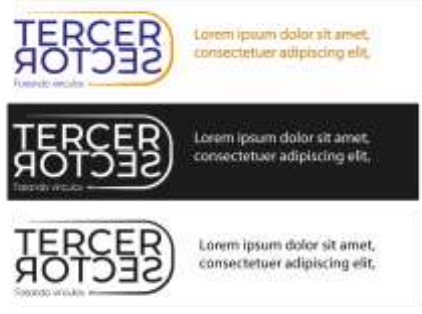 TERCER
SECTOR
Lorem ipsum dolor sit amet,
consectetuer adipiscing elit,
TERCER
SECTOR
Lorem ipsum dolor sit amet,
consectetuer adipiscing elit,
TERCER
SECTOR
Lorem ipsum dolor sit amet,
consectetuer adipiscing elit,